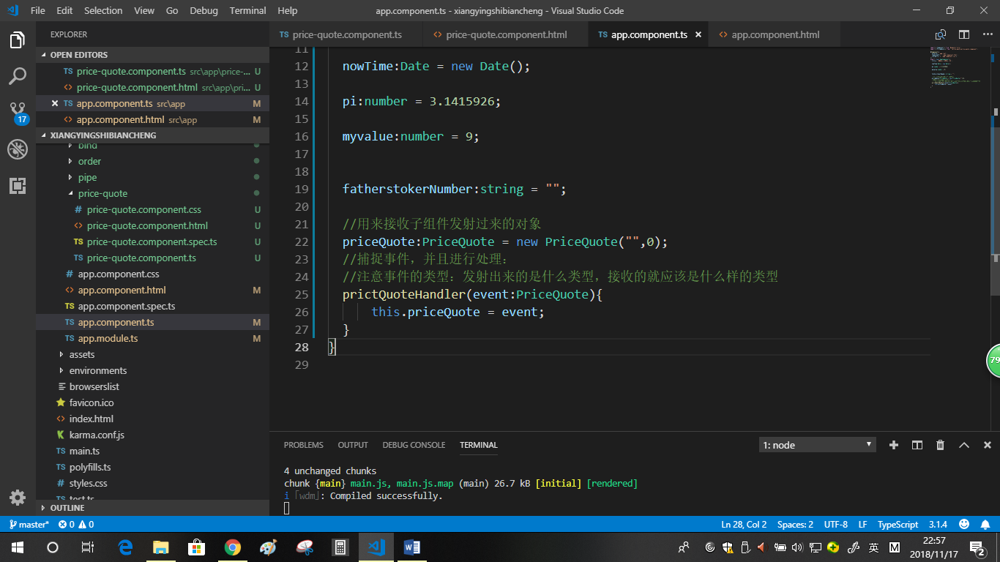 File Edit Selection View Go Debug Terminal Help
app.component.ts - xiangyingshibiancheng - Visual Studio Code
EXPLORER
OPEN EDITORS
TS price-quote.component.ts src\app\price-... U
<> price-quote.component.html src\app\pri... U
TS app.component.ts src\app M
<> app.component.html src\app M
17
XIANGYINGSHIBIANCHENG
bind
order
pipe
price-quote
# price-quote.component.css U
<> price-quote.component.html U
TS price-quote.component.spec.ts U
TS price-quote.component.ts U
# app.component.css
<> app.component.html M
TS app.component.spec.ts
TS app.component.ts M
TS app.module.ts M
assets
environments
browserslist
favicon.ico
<> index.html
karma.conf.js
TS main.ts
TS polyfills.ts
# styles.css
TS test.ts
OUTLINE
TS price-quote.component.ts
<> price-quote.component.html
TS app.component.ts
<> app.component.html
11
12 nowTime:Date = new Date();
13
14 pi:number = 3.1415926;
15
16 myvalue:number = 9;
17
18
19 fatherstokerNumber:string = "";
20
21 //用来接收子组件发射过来的对象
22 priceQuote:PriceQuote = new PriceQuote("",0);
23 //捕捉事件，并且进行处理：
24 //注意事件的类型：发射出来的是什么类型，接收的就应该是什么样的类型
25 prictQuoteHandler(event:PriceQuote){
26 this.priceQuote = event;
27 }
28 }
29
79
PROBLEMS OUTPUT DEBUG CONSOLE TERMINAL
1: node
4 unchanged chunks
chunk {main} main.js, main.js.map (main) 26.7 kB [initial] [rendered]
i ｢wdm｣: Compiled successfully.
master* 0 0
Ln 28, Col 2 Spaces: 2 UTF-8 LF TypeScript 3.1.4
英 M
22:57
2018/11/17
2